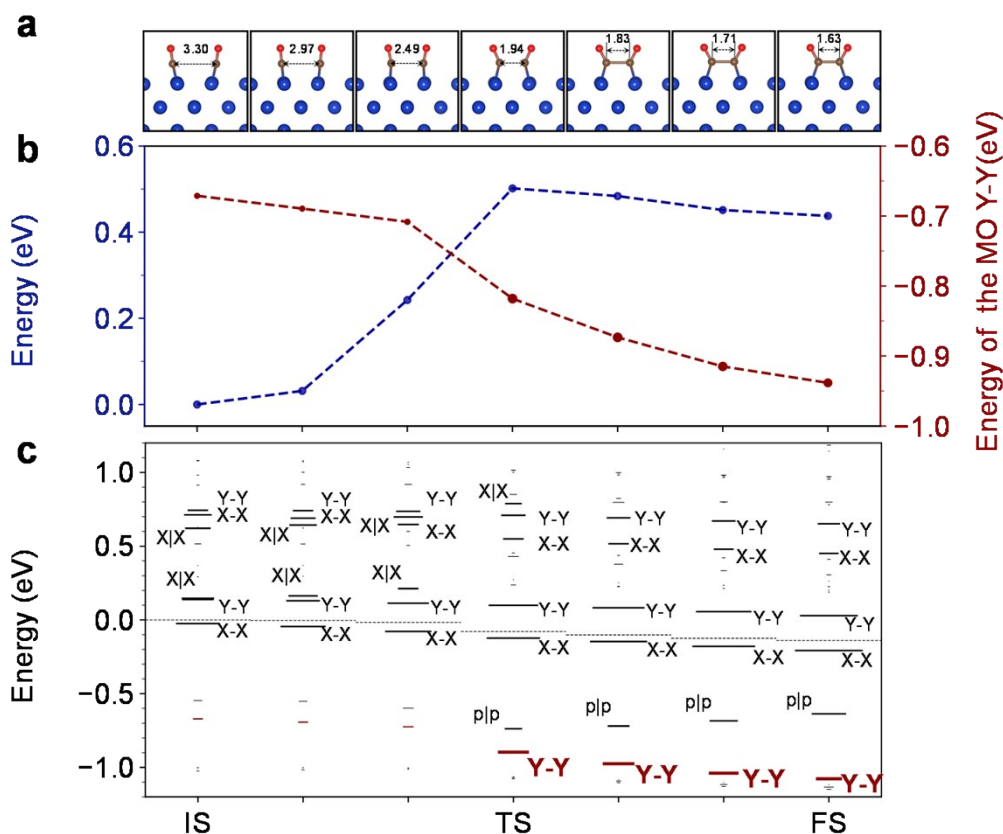 a
3.30 2.97 2.49 1.94 1.83 1.71 1.63
b
0.6 −0.6
−0.7
0.4
−0.8
0.2
−0.9
0.0
−1.0
Energy (eV)
Energy of the MO Y-Y(eV)
c
1.0
0.5
0.0
−0.5
−1.0
Energy (eV)
Y-Y
X-X
X|X
X|X
Y-Y
X-X
Y-Y
X-X
X|X
X|X
Y-Y
X-X
Y-Y
X|X
X-X
X|X
Y-Y
X-X
X|X
Y-Y
X-X
Y-Y
X-X
p|p
Y-Y
Y-Y
X-X
Y-Y
X-X
p|p
Y-Y
Y-Y
X-X
Y-Y
X-X
p|p
Y-Y
Y-Y
X-X
Y-Y
X-X
p|p
Y-Y
IS TS FS